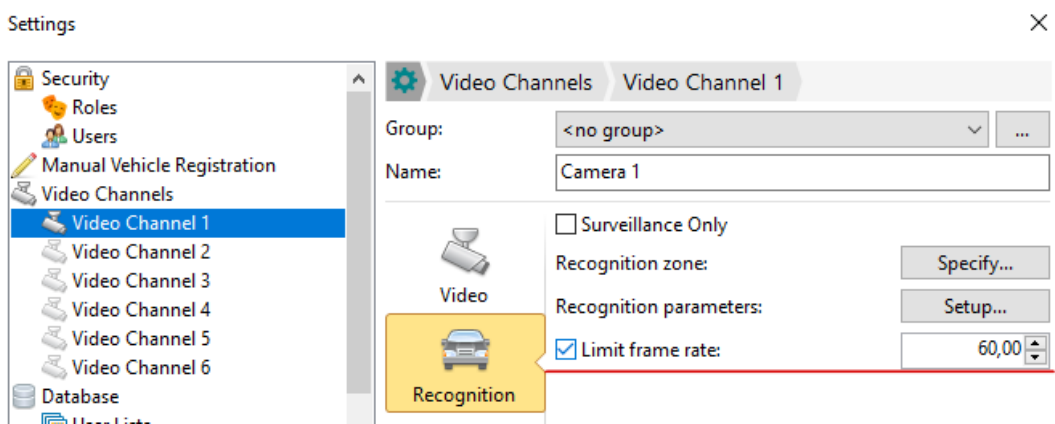 Settings
Security
Roles
Users
Manual Vehicle Registration
Video Channels
Video Channel 1
Video Channel 2
Video Channel 3
Video Channel 4
Video Channel 5
Video Channel 6
Database
User Lists
Video Channels Video Channel 1
Group: <no group> ...
Name: Camera 1
Video
Recognition
Surveillance Only
Recognition zone: Specify...
Recognition parameters: Setup...
Limit frame rate: 60,00